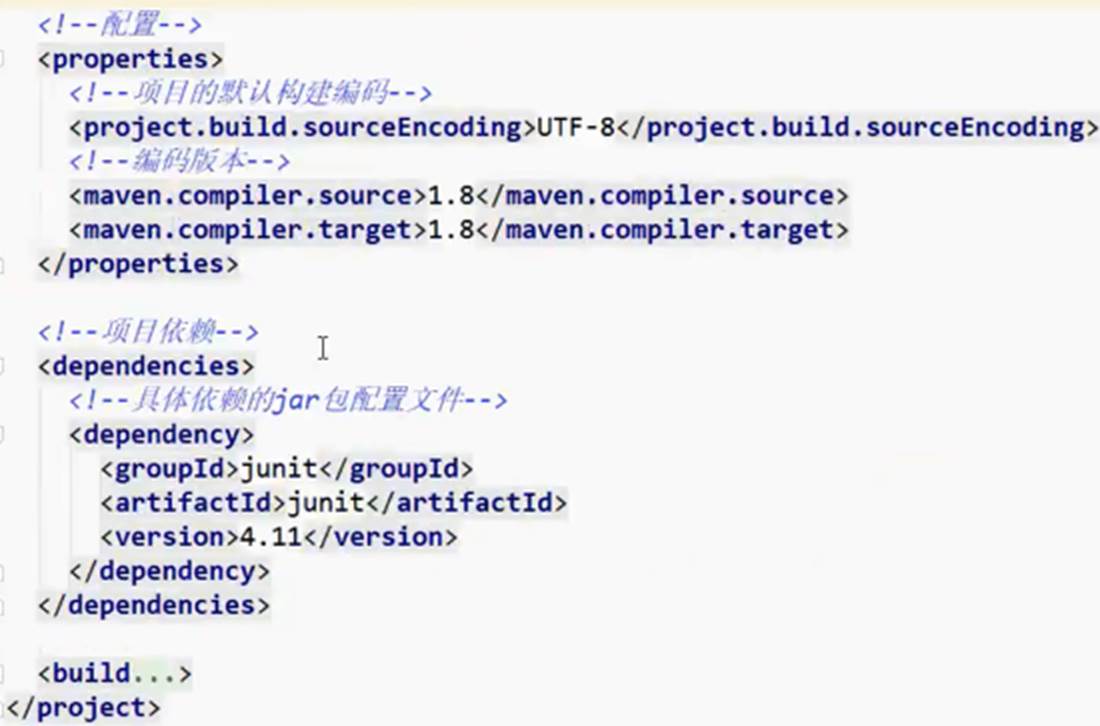 <!--配置-->
<properties>
<!--项目的默认构建编码-->
<project.build.sourceEncoding>UTF-8</project.build.sourceEncoding>
<!--编码版本-->
<maven.compiler.source>1.8</maven.compiler.source>
<maven.compiler.target>1.8</maven.compiler.target>
</properties>
<!--项目依赖-->
<dependencies>
<!--具体依赖的jar包配置文件-->
<dependency>
<groupId>junit</groupId>
<artifactId>junit</artifactId>
<version>4.11</version>
</dependency>
</dependencies>
<build...>
</project>